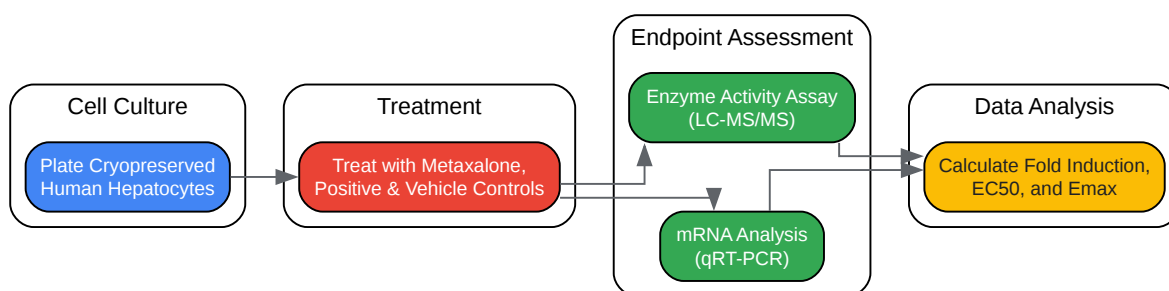 Cell Culture
Plate Cryopreserved
Human Hepatocytes
Treatment
Treat with Metaxalone,
Positive & Vehicle Controls
Endpoint Assessment
Enzyme Activity Assay
(LC-MS/MS)
mRNA Analysis
(qRT-PCR)
Data Analysis
Calculate Fold Induction,
EC50, and Emax